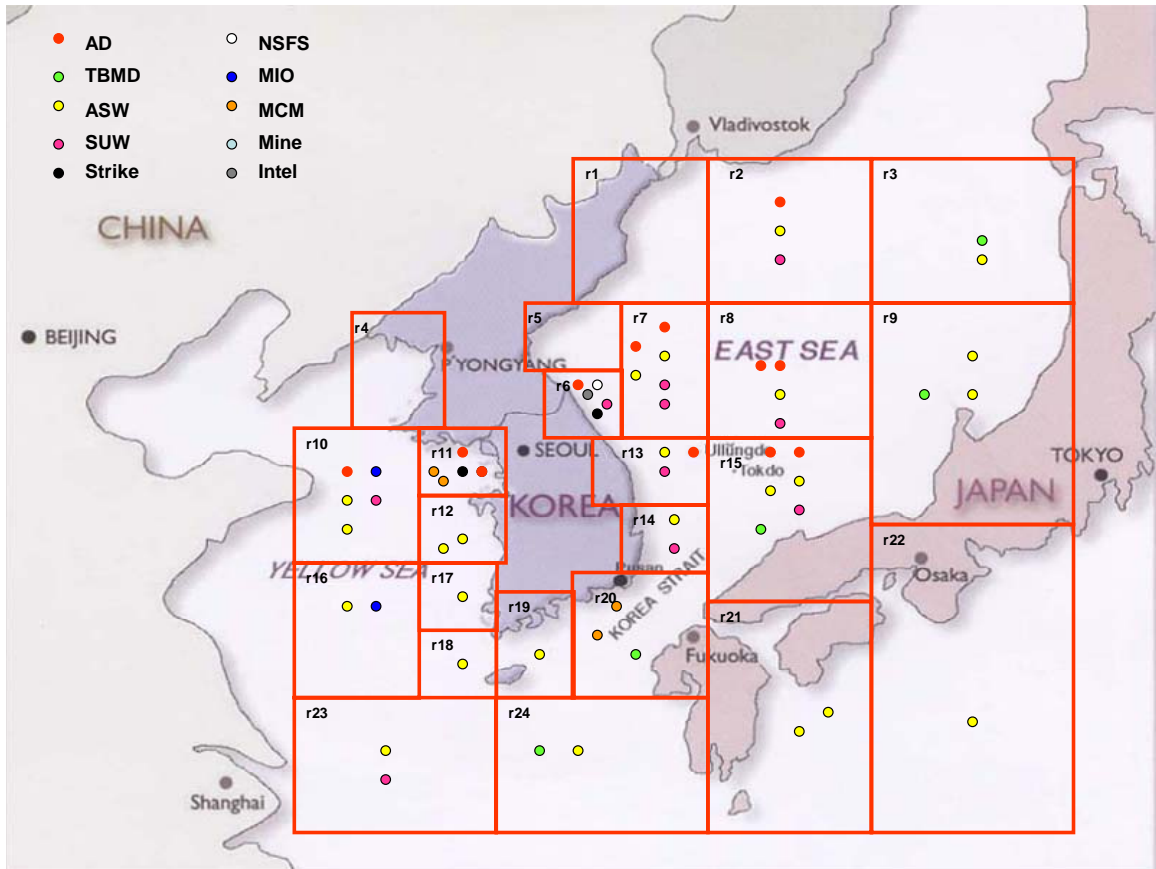 AD
NSFS
TBMD
MIO
ASW
MCM
SUW
Mine
Strike
Intel
Vladivostok
r1
r2
r3
CHINA
r4
r5
r7
r8
r9
BEIJING
P'YONGYANG
EAST SEA
r6
r10
r11
SEOUL
r13
Ullŭngdo
r15
Tokdo
TOKYO
KOREA
JAPAN
r12
r14
r22
YELLOW SEA
r16
r17
Pusan
Osaka
r19
r20
KOREA STRAIT
r21
r18
Fukuoka
r23
r24
Shanghai